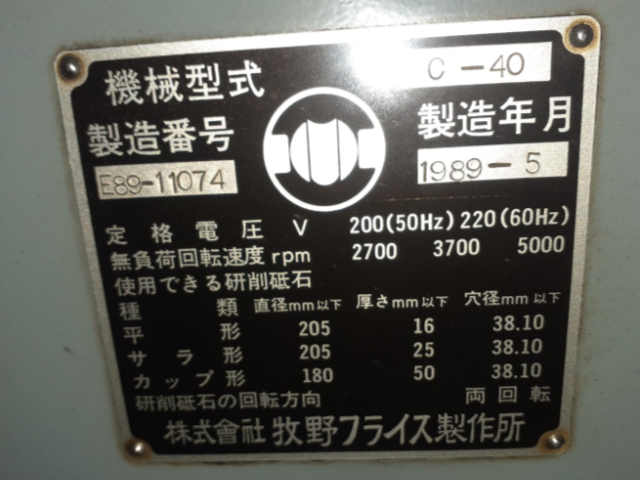 機械型式 C-40
製造番号 製造年月
E89-11074 1989-5
定格電圧 V 200(50Hz) 220(60Hz)
無負荷回転速度rpm 2700 3700 5000
使用できる研削砥石
種類 直径mm以下 厚さmm以下 穴径mm以下
平形 205 16 38.10
サラ形 205 25 38.10
カップ形 180 50 38.10
研削砥石の回転方向 両回転
株式會社 牧野フライス製作所